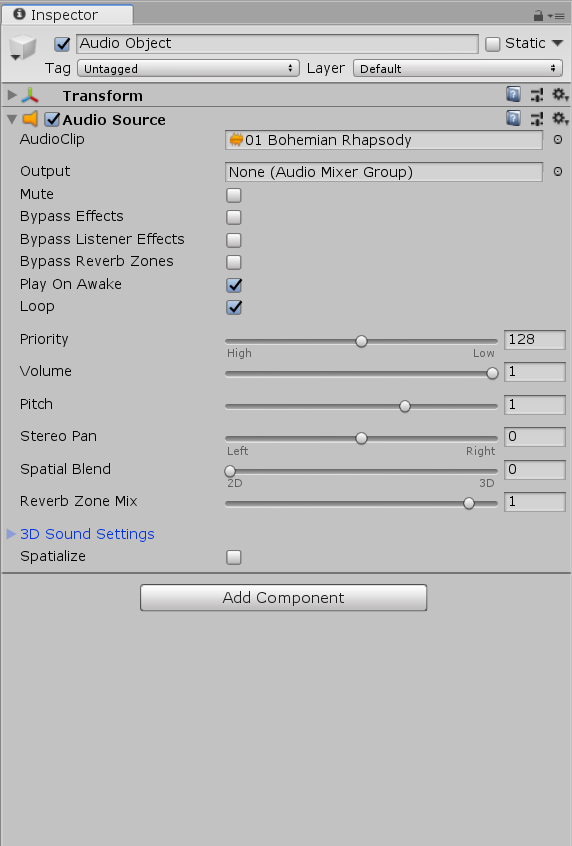 Inspector
Audio Object Static
Tag Untagged Layer Default
Transform
Audio Source
AudioClip 01 Bohemian Rhapsody
Output None (Audio Mixer Group)
Mute
Bypass Effects
Bypass Listener Effects
Bypass Reverb Zones
Play On Awake
Loop
Priority 128
High Low
Volume 1
Pitch 1
Stereo Pan 0
Left Right
Spatial Blend 0
2D 3D
Reverb Zone Mix 1
3D Sound Settings
Spatialize
Add Component